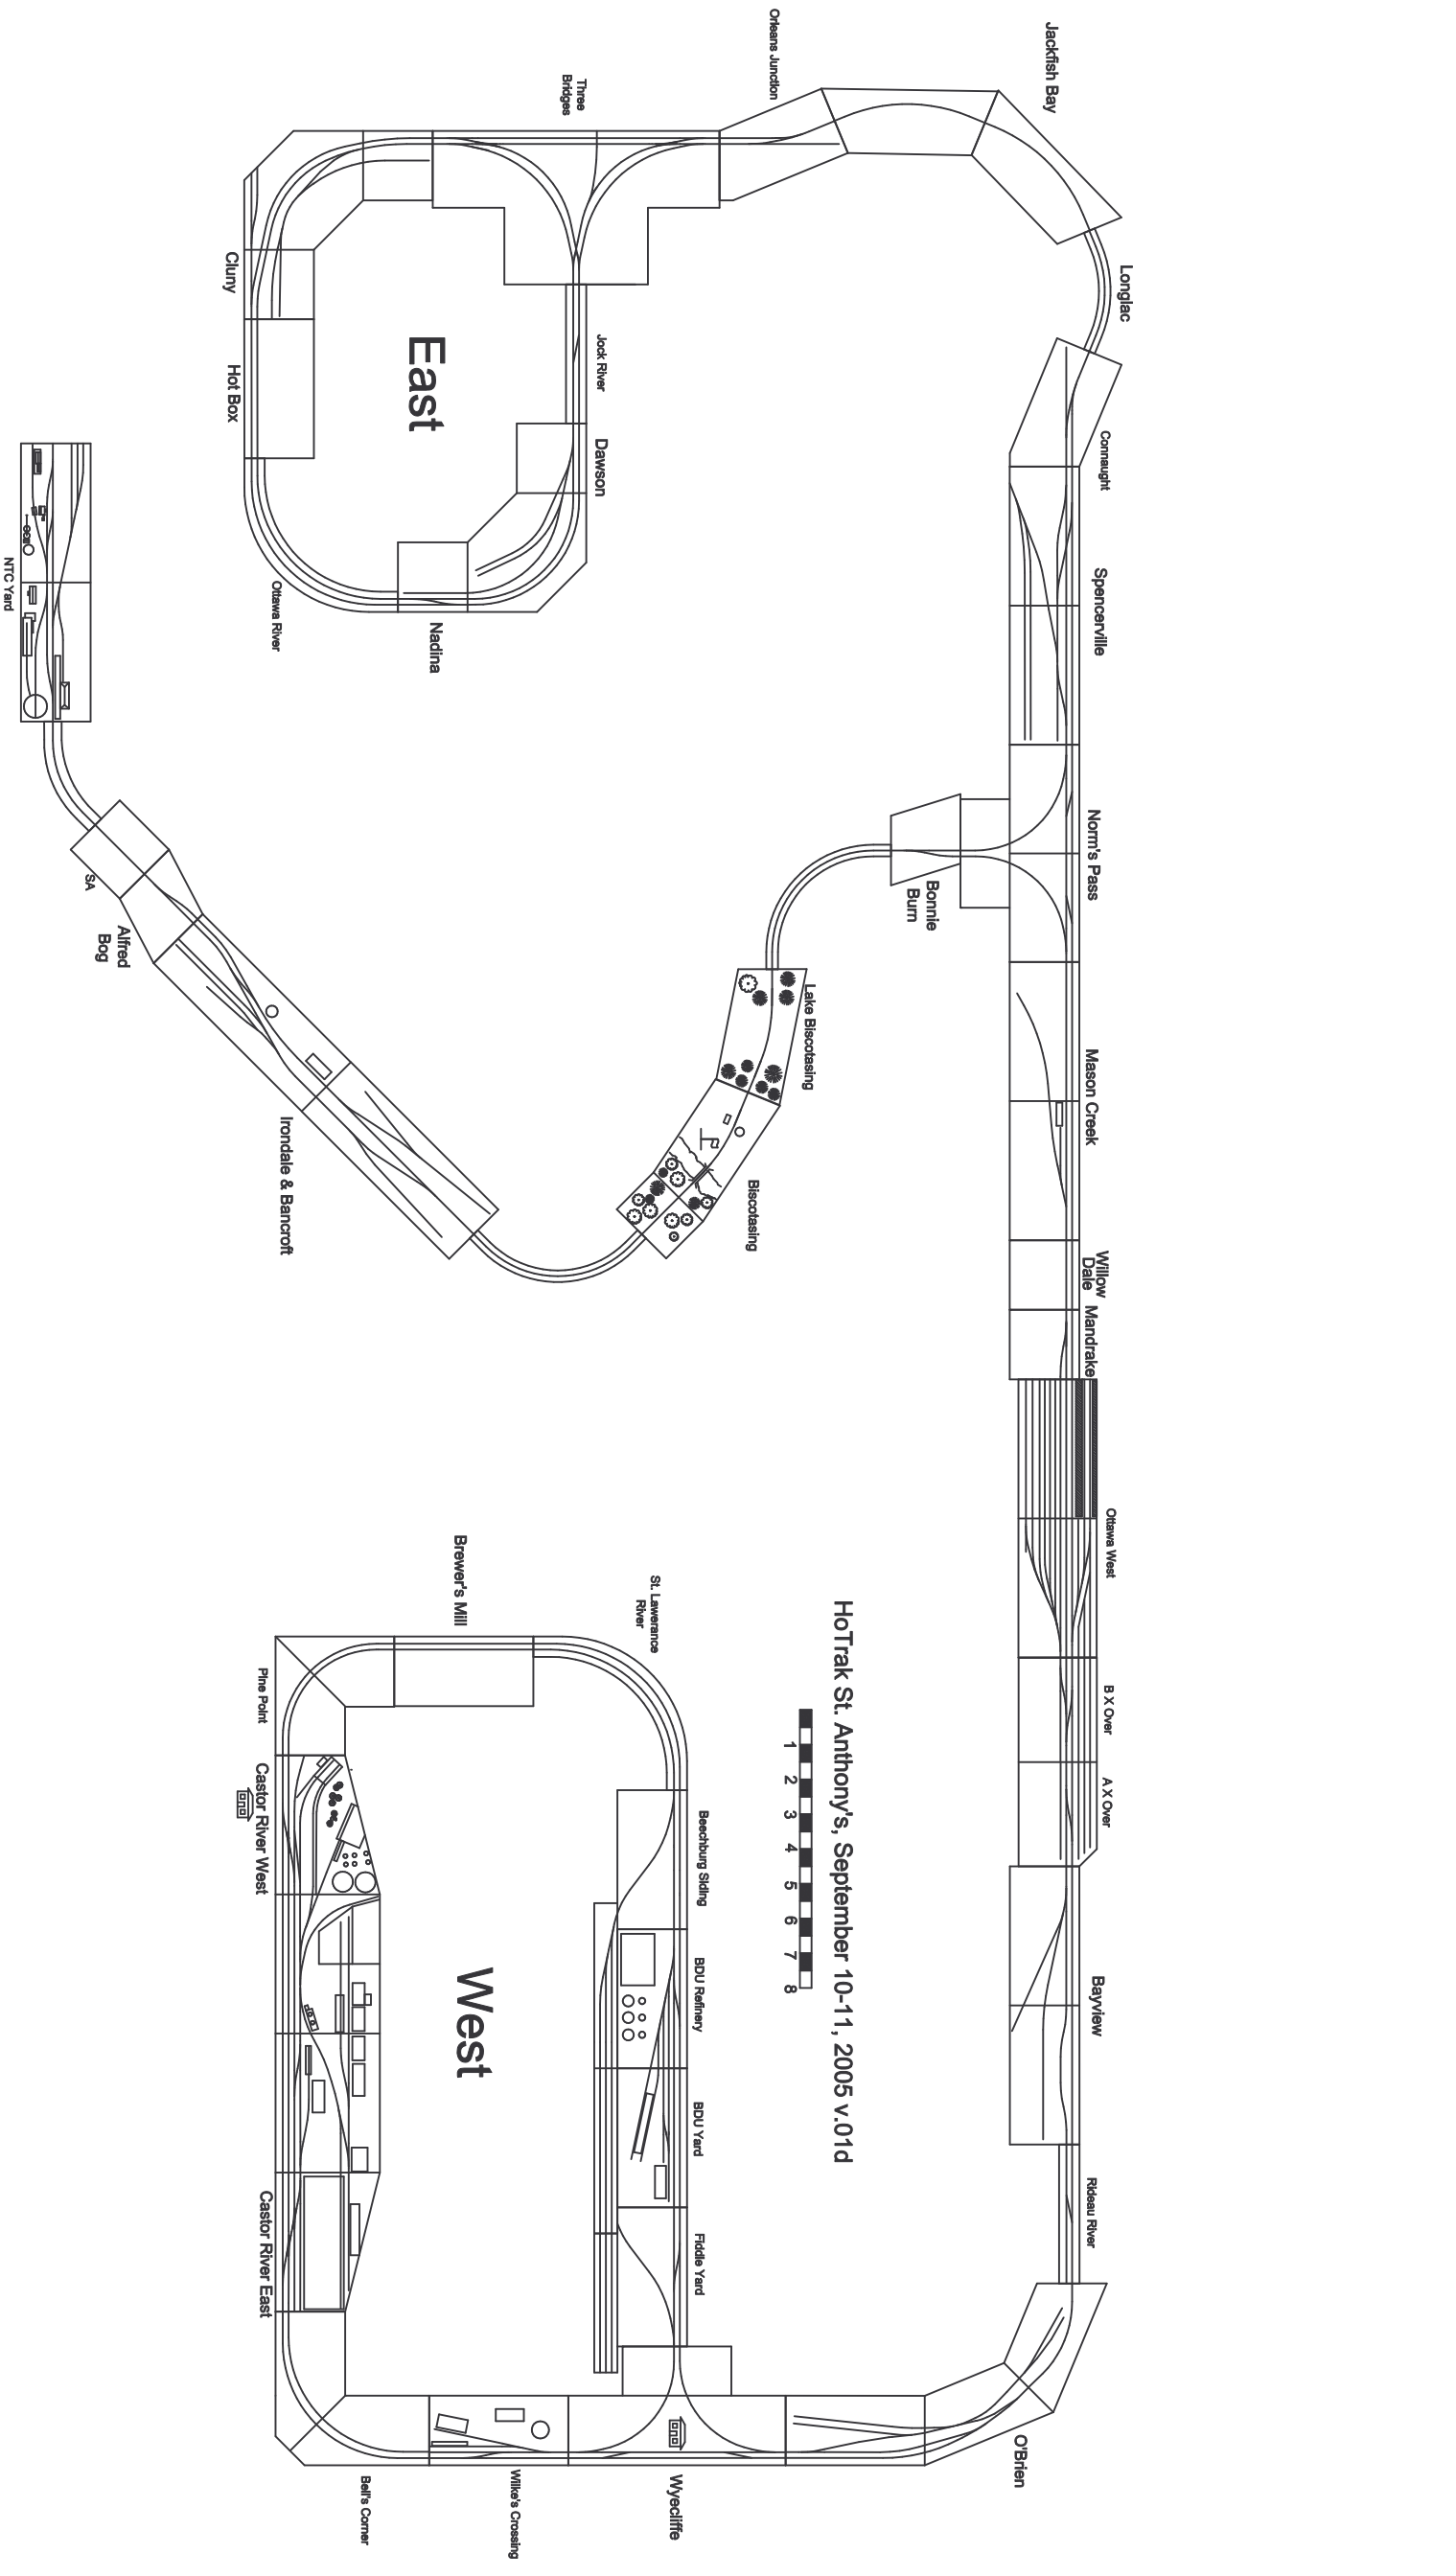 Jackfish Bay
Orleans Junction
Three
Bridges
Longlac
Cluny
Hot Box
East
Jock River
Dawson
Connaught
Spencerville
NTC Yard
Ottawa River
Nadina
Norm's Pass
Bonnie
Burn
SA
Alfred
Bog
Lake Biscotasing
Biscotasing
Mason Creek
Irondale & Bancroft
Willow
Dale
Mandrake
Ottawa West
B X Over
A X Over
Bayview
Rideau River
O'Brien
HoTrak St. Anthony's, September 10-11, 2005 v.01d
1
2
3
4
5
6
7
8
Brewer's Mill
St. Lawerance
River
Pine Point
Castor River West
West
Beechburg Siding
BDU Refinery
BDU Yard
Fiddle Yard
Castor River East
Bell's Corner
Wilke's Crossing
Wyecliffe